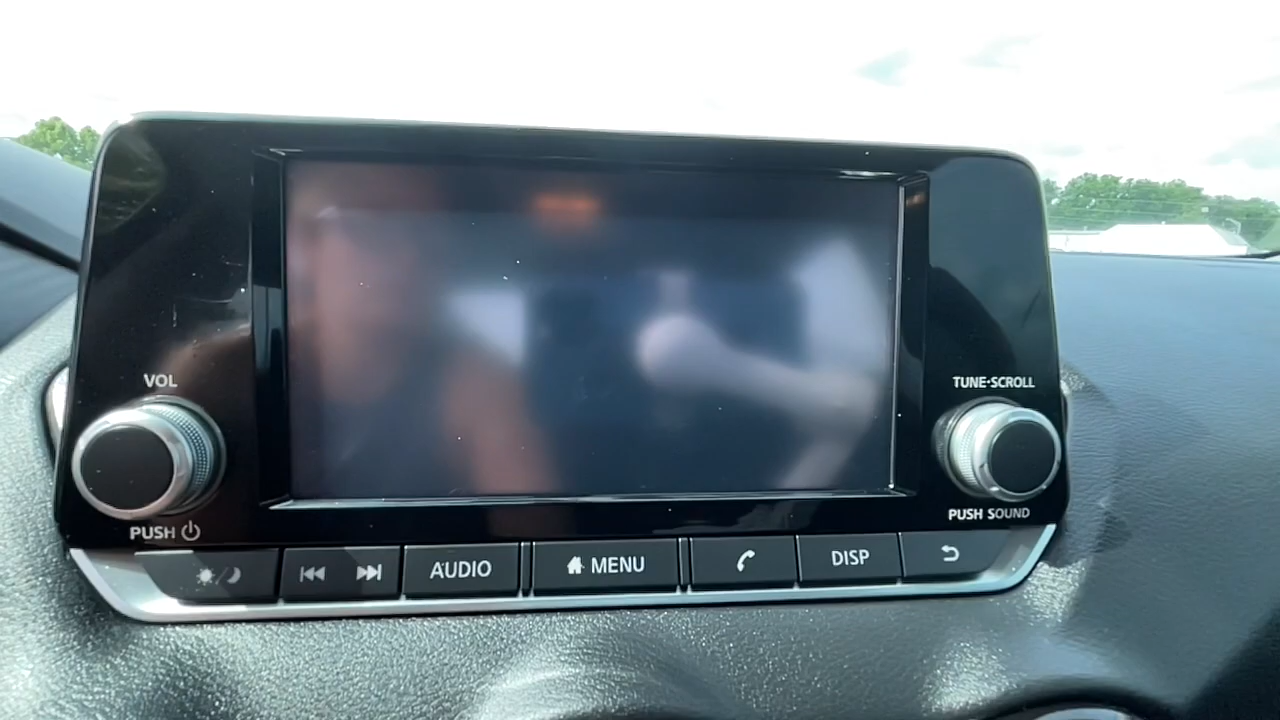 VOL
TUNE•SCROLL
PUSH
PUSH SOUND
AUDIO
MENU
DISP